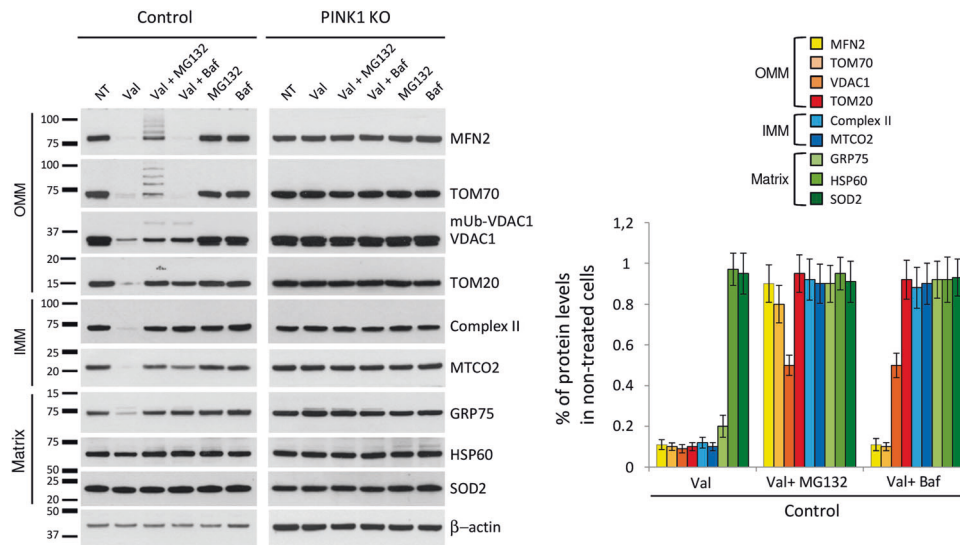 Control
PINK1 KO
NT Val Val + MG132 Val + Baf MG132 Baf
NT Val Val + MG132 Val + Baf MG132 Baf
OMM
100
75
MFN2
100
75
TOM70
37
mUb-VDAC1
VDAC1
20
15
TOM20
IMM
100
75
Complex II
25
20
MTCO2
Matrix
15
75
GRP75
75
50
HSP60
25
20
SOD2
50
37
β–actin
OMM
MFN2
TOM70
VDAC1
TOM20
IMM
Complex II
MTCO2
Matrix
GRP75
HSP60
SOD2
% of protein levels
in non-treated cells
1,2
1
0.8
0.6
0.4
0.2
0
Val
Val+ MG132
Val+ Baf
Control